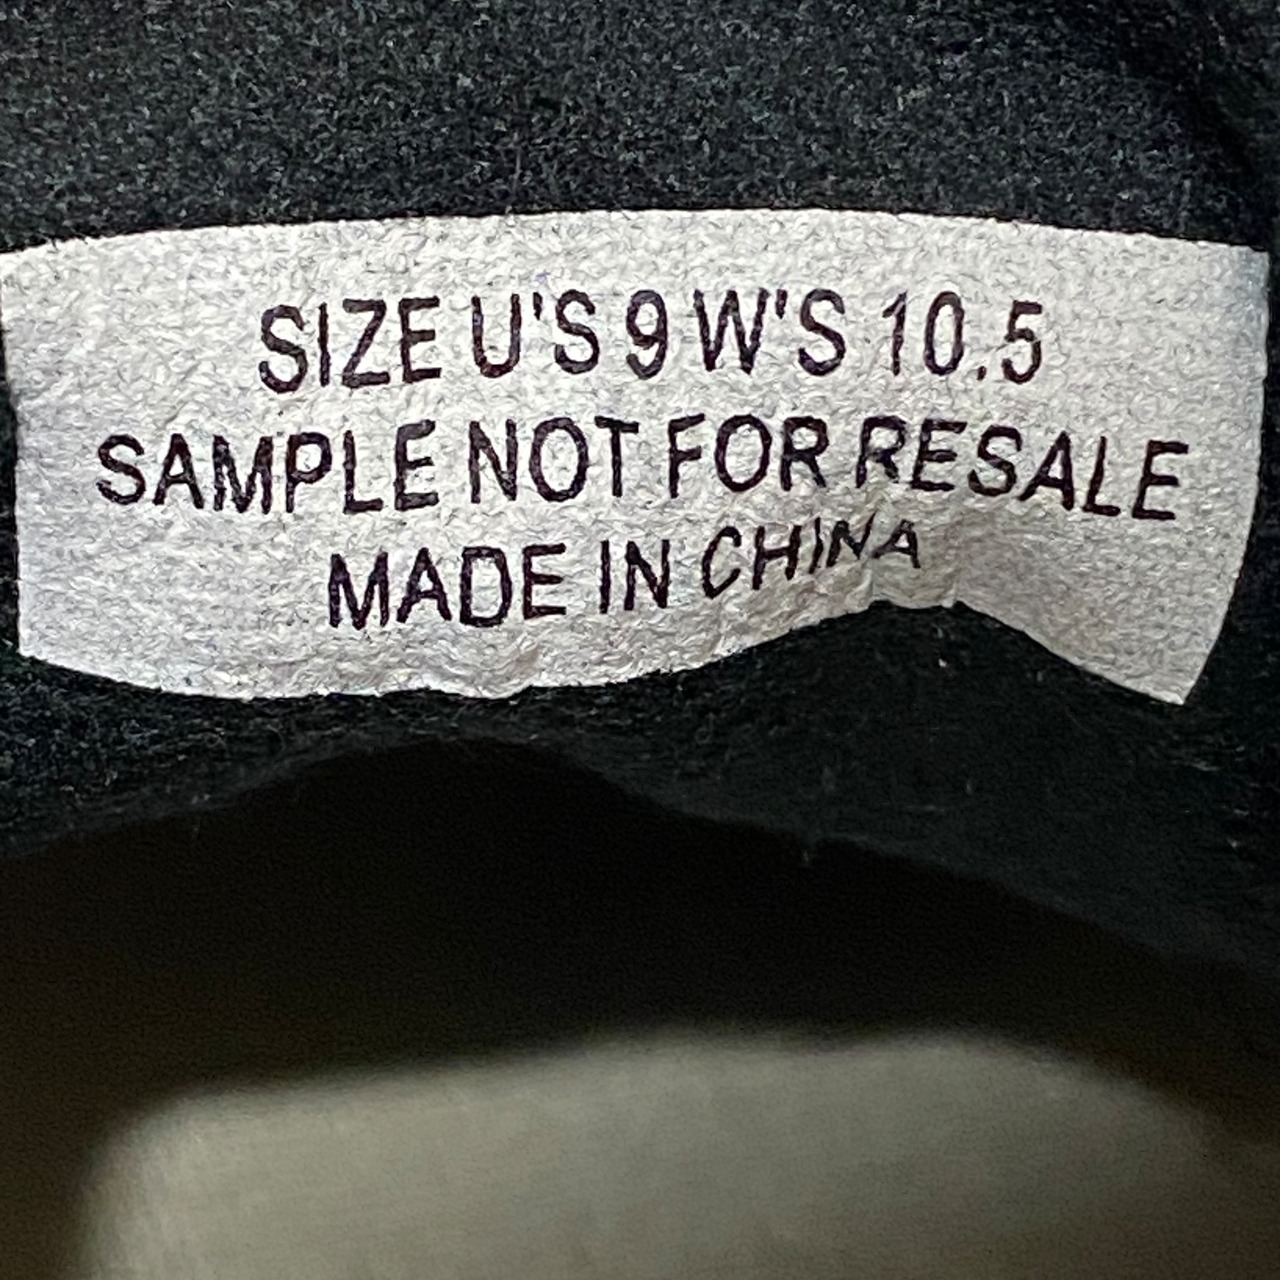 SIZE U'S 9 W'S 10.5
SAMPLE NOT FOR RESALE
MADE IN CHINA